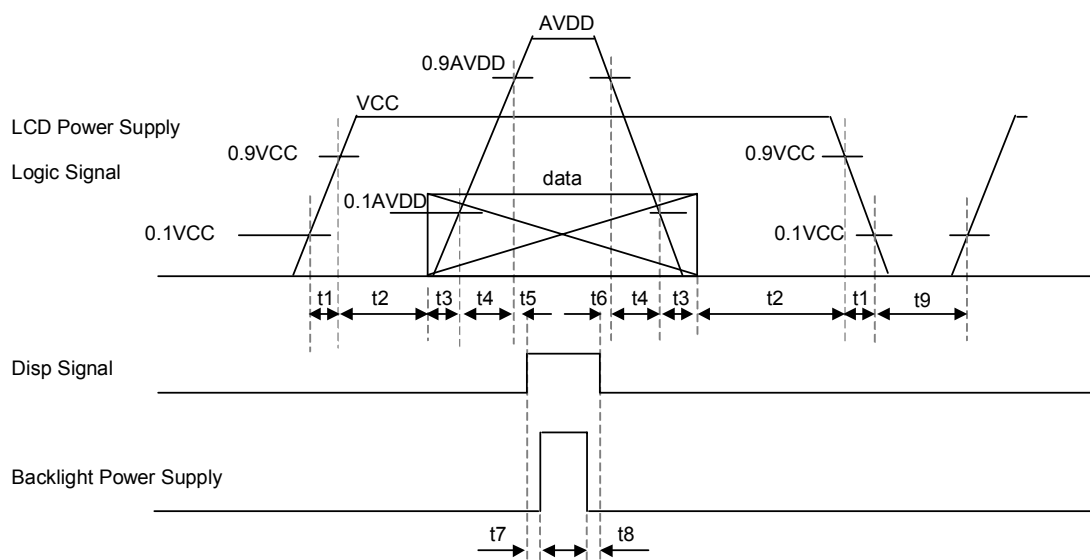 AVDD
0.9AVDD
VCC
LCD Power Supply
0.9VCC
0.9VCC
Logic Signal
data
0.1AVDD
0.1VCC
0.1VCC
t1 t2 t3 t4 t5 t6 t4 t3 t2 t1 t9
Disp Signal
Backlight Power Supply
t7 t8